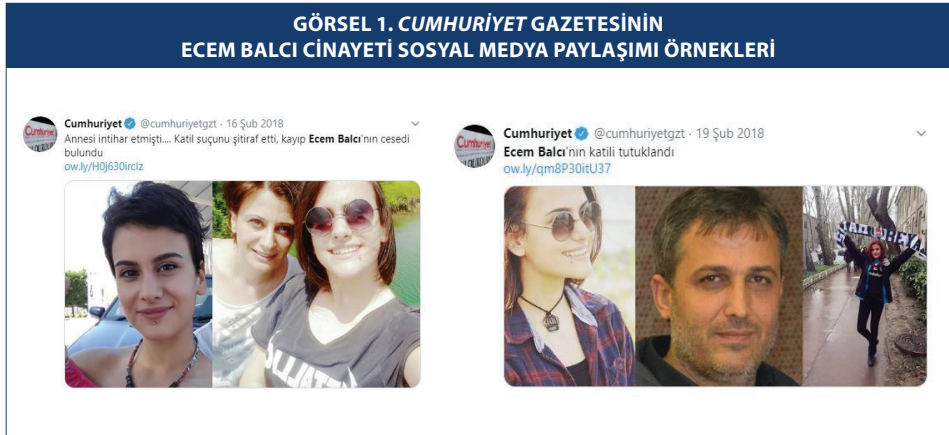 GÖRSEL 1. CUMHURİYET GAZETESİNİN
ECEM BALCI CİNAYETİ SOSYAL MEDYA PAYLAŞIMI ÖRNEKLERİ
Cumhuriyet @cumhuriyetgzt · 16 Şub 2018
Annesi intihar etmişti.... Katil suçunu şitiraf etti, kayıp Ecem Balcı'nın cesedi
bulundu
ow.ly/H0j630irclz
Cumhuriyet @cumhuriyetgzt · 19 Şub 2018
Ecem Balcı'nın katili tutuklandı
ow.ly/qm8P30itU37